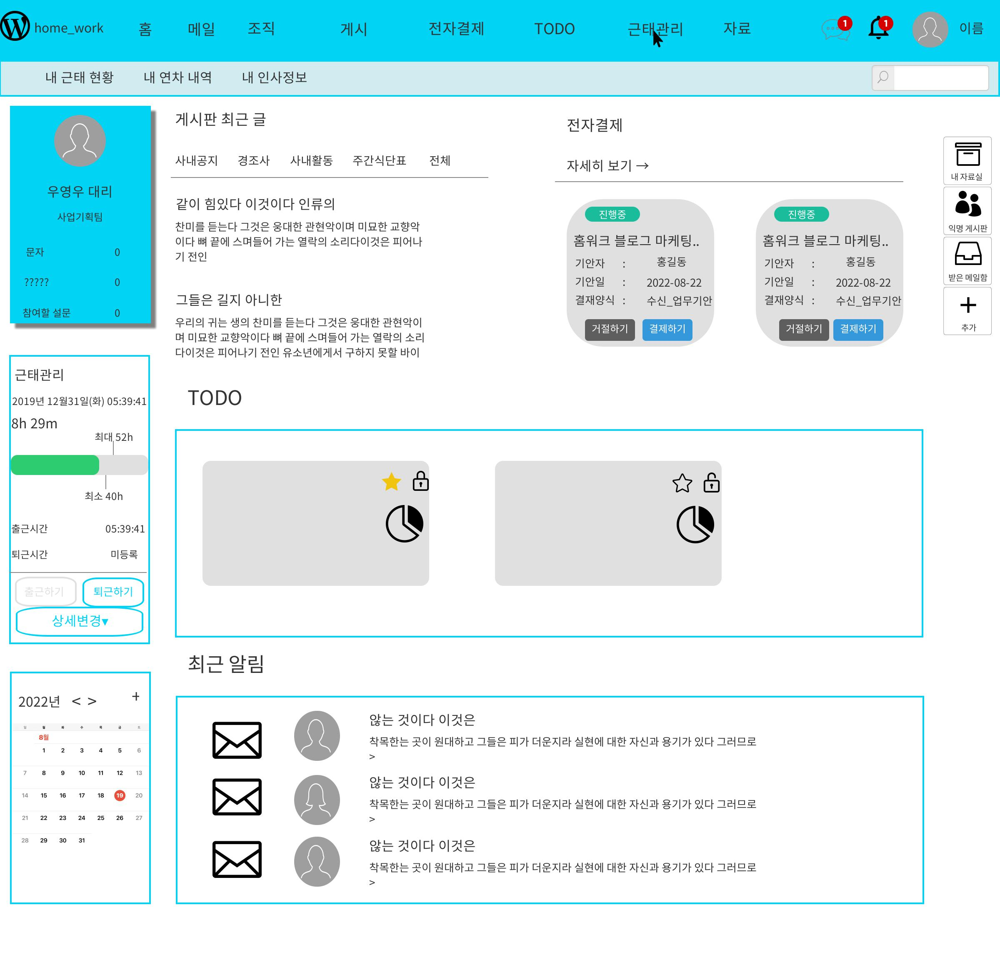 home_work 홈 메일 조직 게시 전자결제 TODO 근태관리 자료 1 1 이름
내 근태 현황 내 연차 내역 내 인사정보
우영우 대리
사업기획팀
문자 0
????? 0
참여할 설문 0
게시판 최근 글
사내공지 경조사 사내활동 주간식단표 전체
같이 힘있다 이것이다 인류의
찬미를 듣는다 그것은 웅대한 관현악이며 미묘한 교향악
이다 뼈 끝에 스며들어 가는 열락의 소리다이것은 피어나
기 전인
그들은 길지 아니한
우리의 귀는 생의 찬미를 듣는다 그것은 웅대한 관현악이
며 미묘한 교향악이다 뼈 끝에 스며들어 가는 열락의 소리
다이것은 피어나기 전인 유소년에게서 구하지 못할 바이
전자결제
자세히 보기 →
진행중
홈워크 블로그 마케팅..
기안자 : 홍길동
기안일 : 2022-08-22
결재양식 : 수신_업무기안
거절하기 결제하기
진행중
홈워크 블로그 마케팅..
기안자 : 홍길동
기안일 : 2022-08-22
결재양식 : 수신_업무기안
거절하기 결제하기
내 자료실
익명 게시판
받은 메일함
+
추가
근태관리
2019년 12월31일(화) 05:39:41
8h 29m
최대 52h
최소 40h
출근시간 05:39:41
퇴근시간 미등록
출근하기 퇴근하기
상세변경▾
TODO
최근 알림
않는 것이다 이것은
착목한는 곳이 원대하고 그들은 피가 더운지라 실현에 대한 자신과 용기가 있다 그러므로
>
않는 것이다 이것은
착목한는 곳이 원대하고 그들은 피가 더운지라 실현에 대한 자신과 용기가 있다 그러므로
>
않는 것이다 이것은
착목한는 곳이 원대하고 그들은 피가 더운지라 실현에 대한 자신과 용기가 있다 그러므로
>
2022년 < > +
일 월 화 수 목 금 토
8월
1 2 3 4 5 6
7 8 9 10 11 12 13
14 15 16 17 18 19 20
21 22 23 24 25 26 27
28 29 30 31